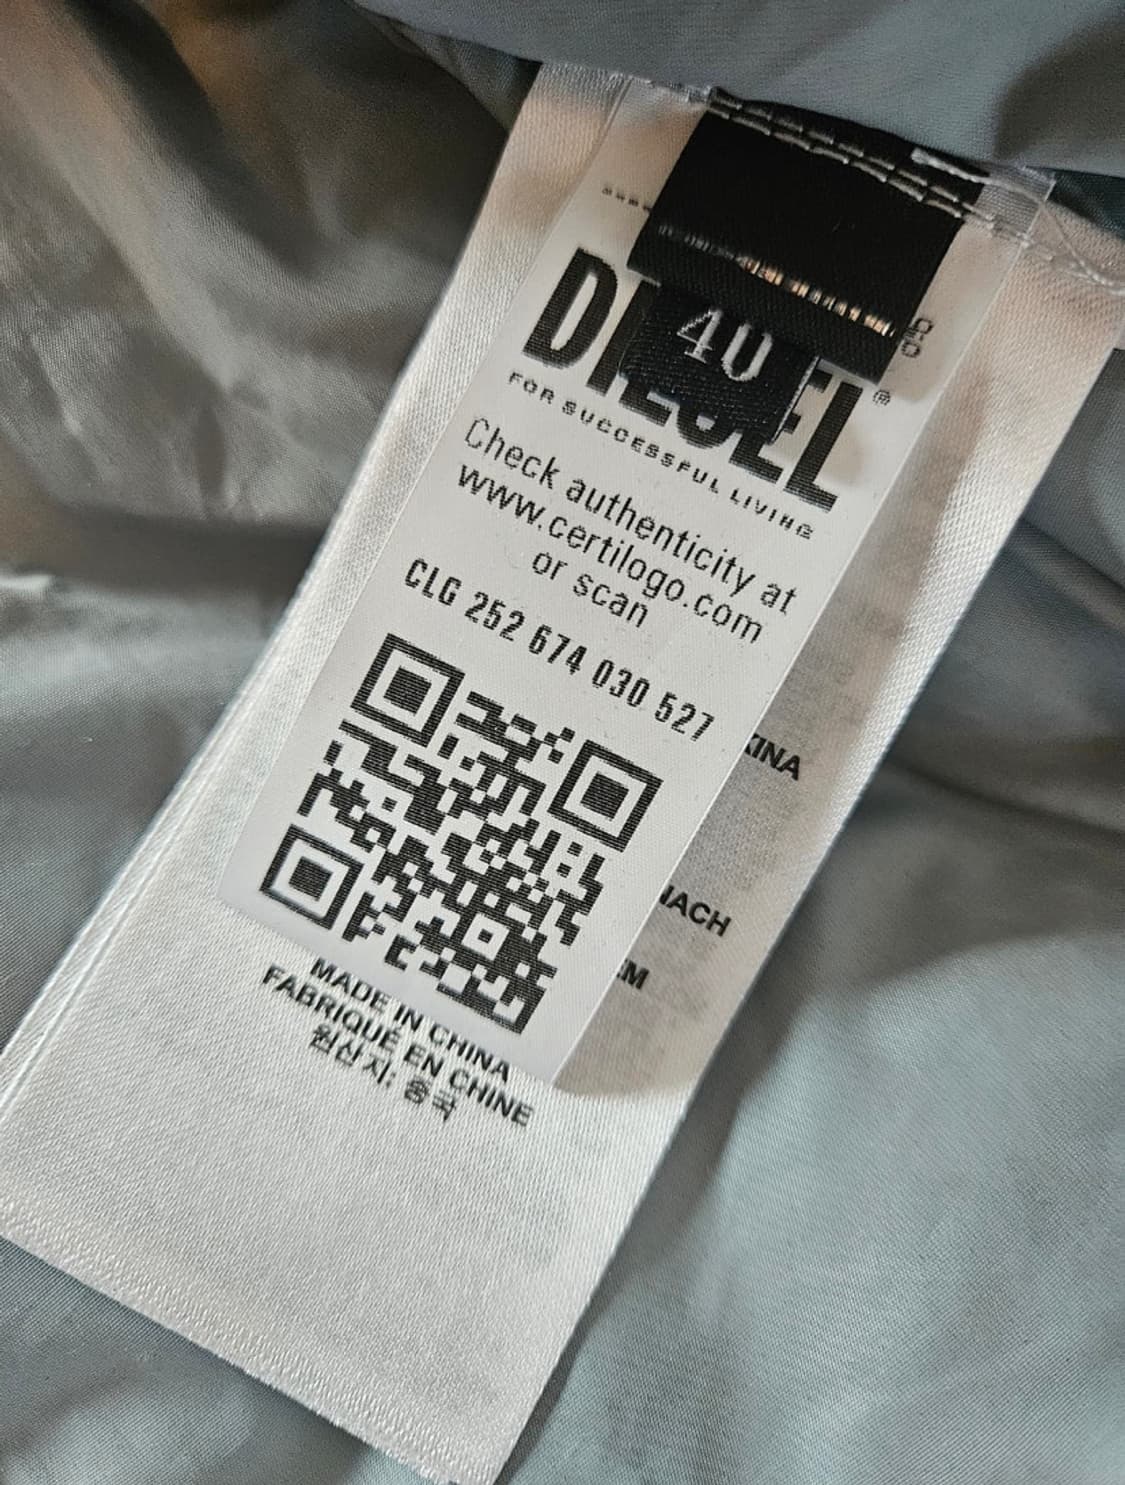 40
DIESEL®
FOR SUCCESSFUL LIVING
Check authenticity at
www.certilogo.com
or scan
CLG 252 674 030 527
MADE IN CHINA
FABRIQUÉ EN CHINE
원산지: 중국